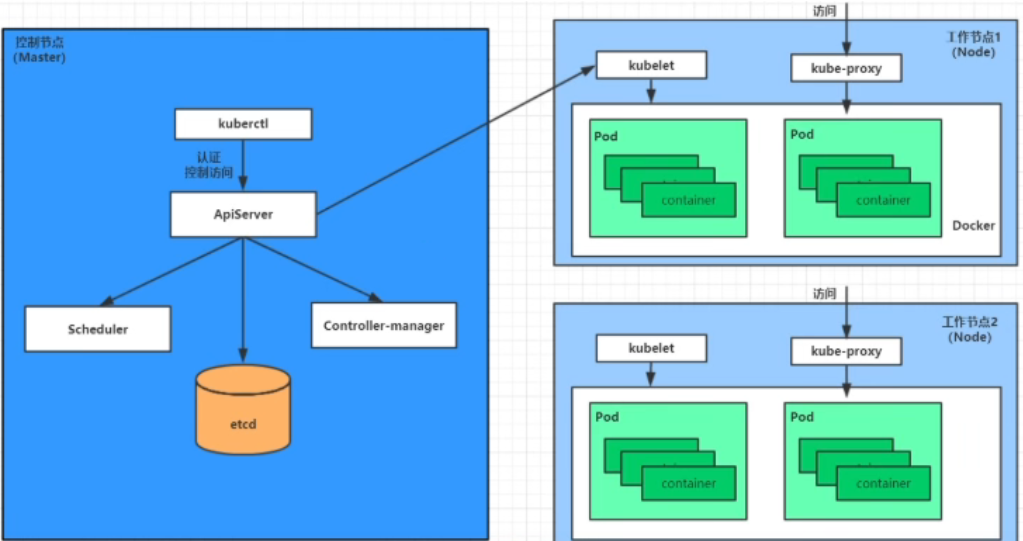 控制节点
(Master)
kuberctl
认证
控制访问
ApiServer
Scheduler
Controller-manager
etcd
访问
工作节点1
(Node)
kubelet
kube-proxy
Pod
container
Pod
container
Docker
访问
工作节点2
(Node)
kubelet
kube-proxy
Pod
container
Pod
container